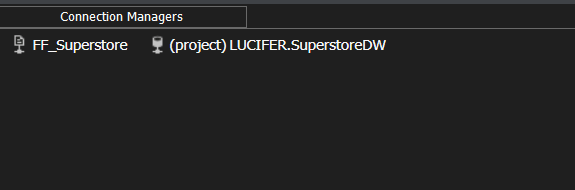 Connection Managers
FF_Superstore (project) LUCIFER.SuperstoreDW